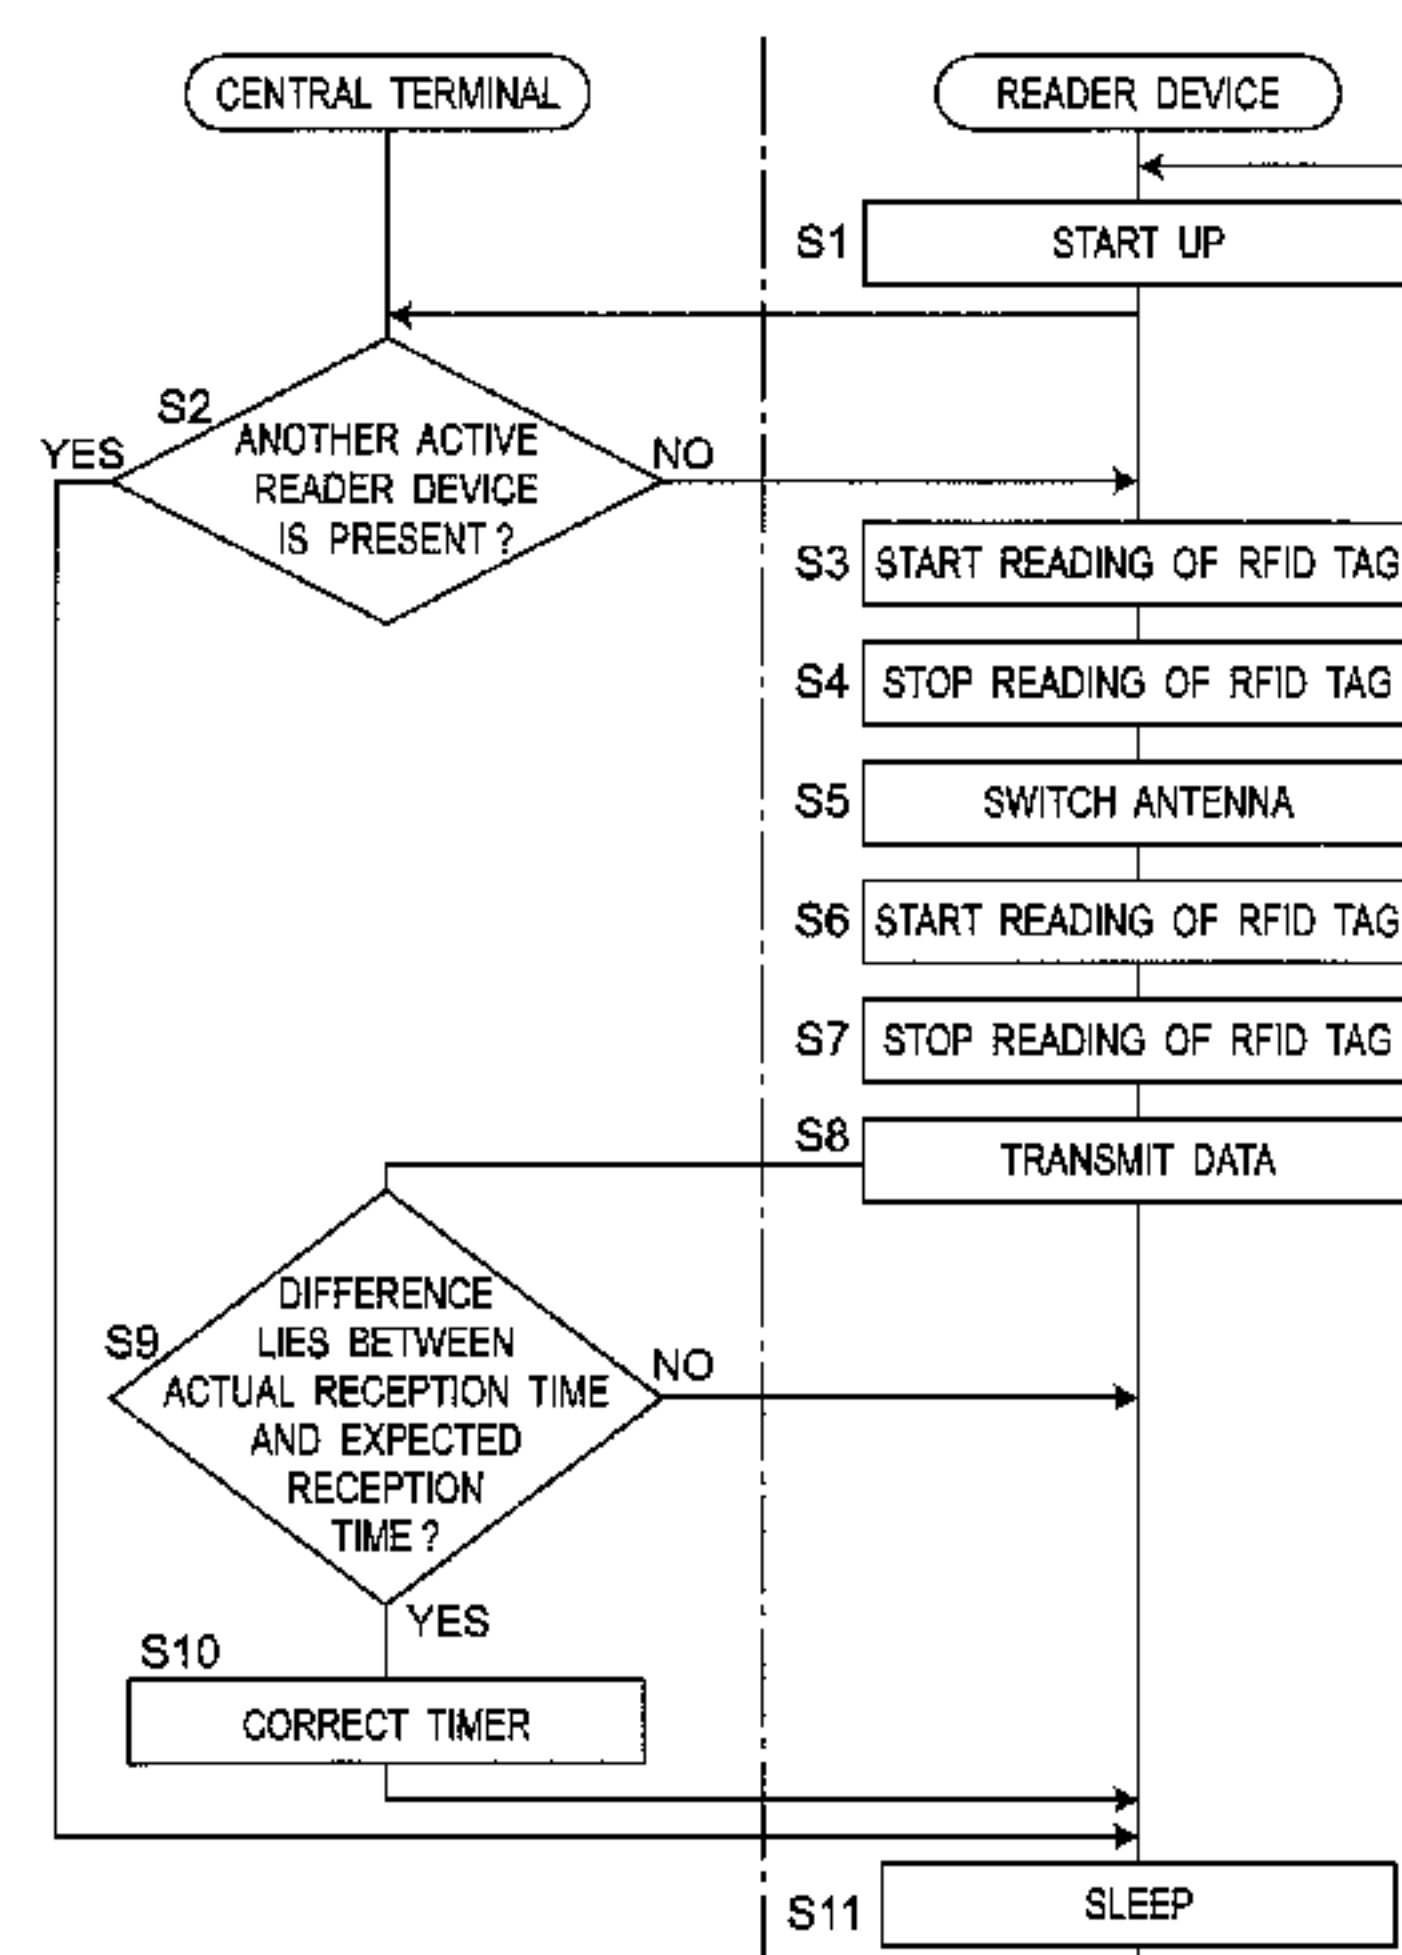 CENTRAL TERMINAL
READER DEVICE
S1
START UP
S2
YES
ANOTHER ACTIVE
READER DEVICE
IS PRESENT?
NO
S3
START READING OF RFID TAG
S4
STOP READING OF RFID TAG
S5
SWITCH ANTENNA
S6
START READING OF RFID TAG
S7
STOP READING OF RFID TAG
S8
TRANSMIT DATA
S9
DIFFERENCE
LIES BETWEEN
ACTUAL RECEPTION TIME
AND EXPECTED
RECEPTION
TIME?
NO
YES
S10
CORRECT TIMER
S11
SLEEP